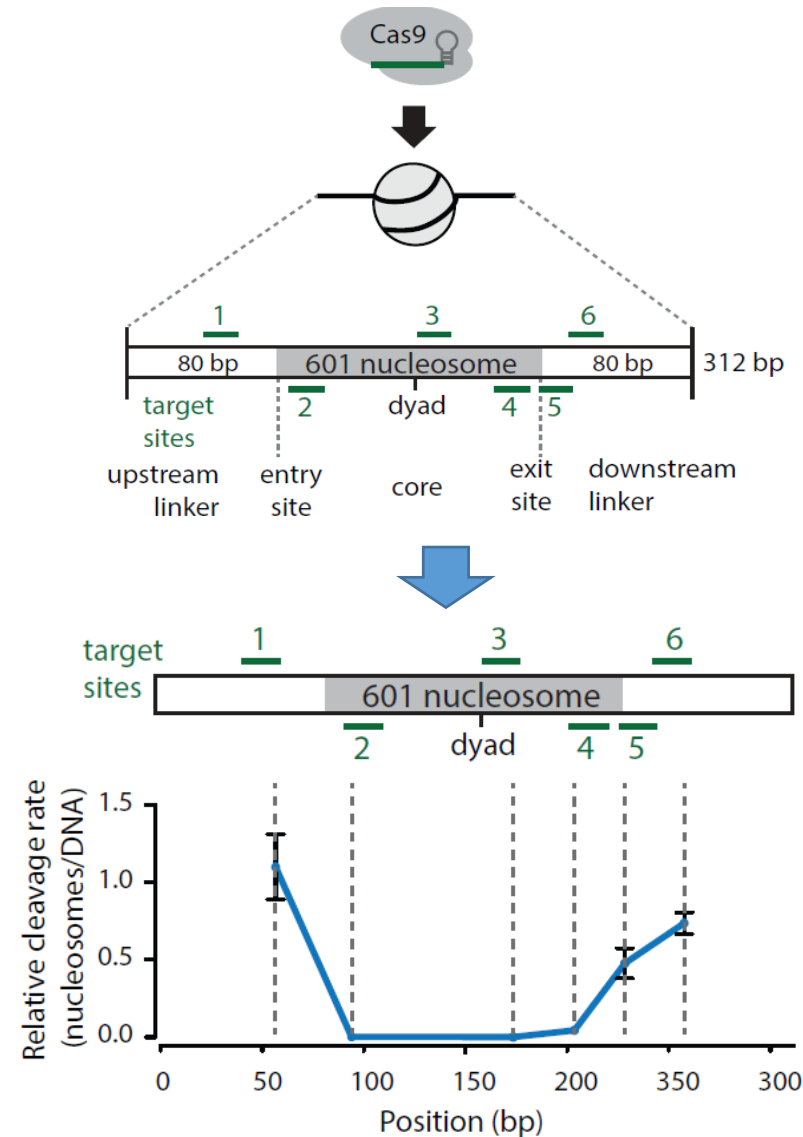 Cas9
1
3
6
80 bp
601 nucleosome
80 bp
312 bp
target
sites
2
dyad
4
5
upstream
linker
entry
site
core
exit
site
downstream
linker
target
sites
1
3
6
601 nucleosome
2
dyad
4
5
Relative cleavage rate
(nucleosomes/DNA)
1.5
1.0
0.5
0.0
0
50
100
150
200
350
300
Position (bp)